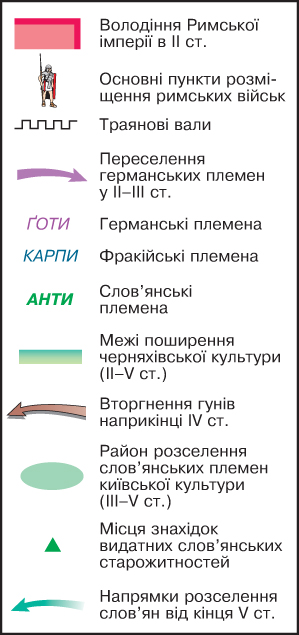 Володіння Римської
імперії в II ст.
Основні пункти розмі-
щення римських військ
Траянові вали
Переселення
германських племен
у II–III ст.
ҐОТИ Германські племена
КАРПИ Фракійські племена
АНТИ Слов’янські
племена
Межі поширення
черняхівської культури
(II–V ст.)
Вторгнення гунів
наприкінці IV ст.
Район розселення
слов’янських племен
київської культури
(III–V ст.)
Місця знахідок
видатних слов’янських
старожитностей
Напрямки розселення
слов’ян від кінця V ст.